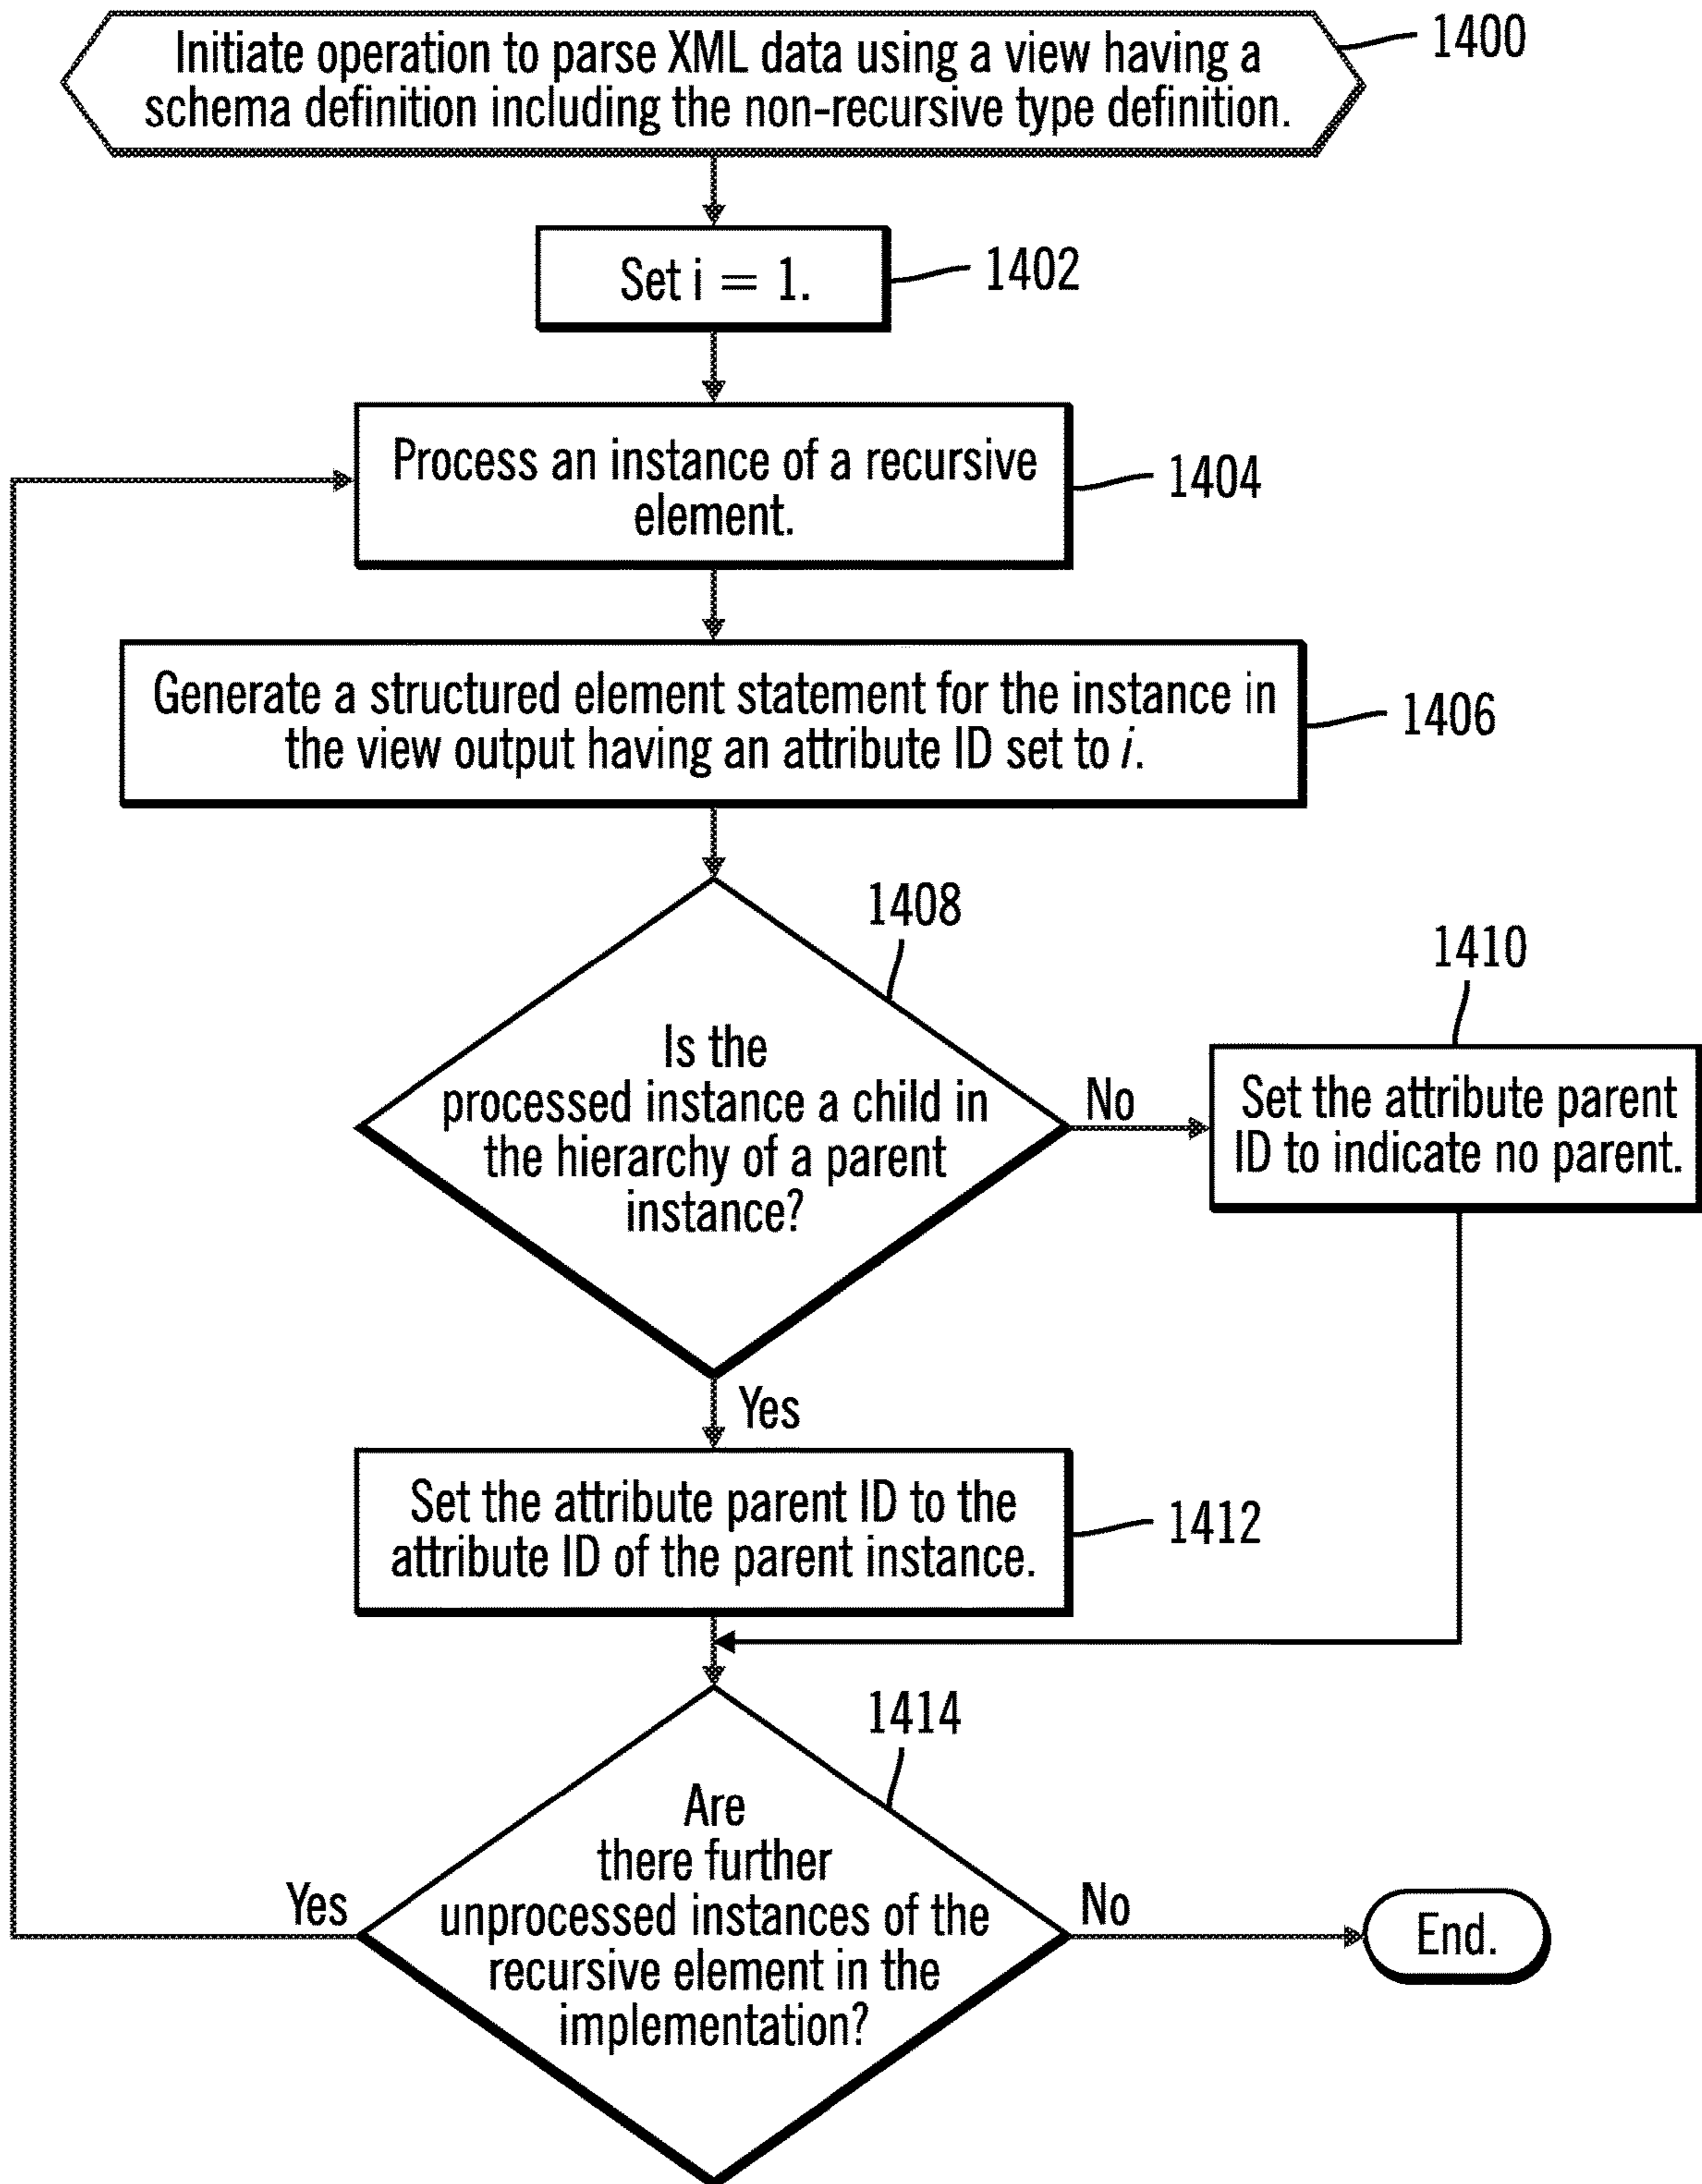 Initiate operation to parse XML data using a view having a
schema definition including the non-recursive type definition.
1400
Set i = 1.
1402
Process an instance of a recursive
element.
1404
Generate a structured element statement for the instance in
the view output having an attribute ID set to i.
1406
1408
Is the
processed instance a child in
the hierarchy of a parent
instance?
No
1410
Set the attribute parent
ID to indicate no parent.
Yes
Set the attribute parent ID to the
attribute ID of the parent instance.
1412
1414
Are
there further
unprocessed instances of the
recursive element in the
implementation?
Yes
No
End.